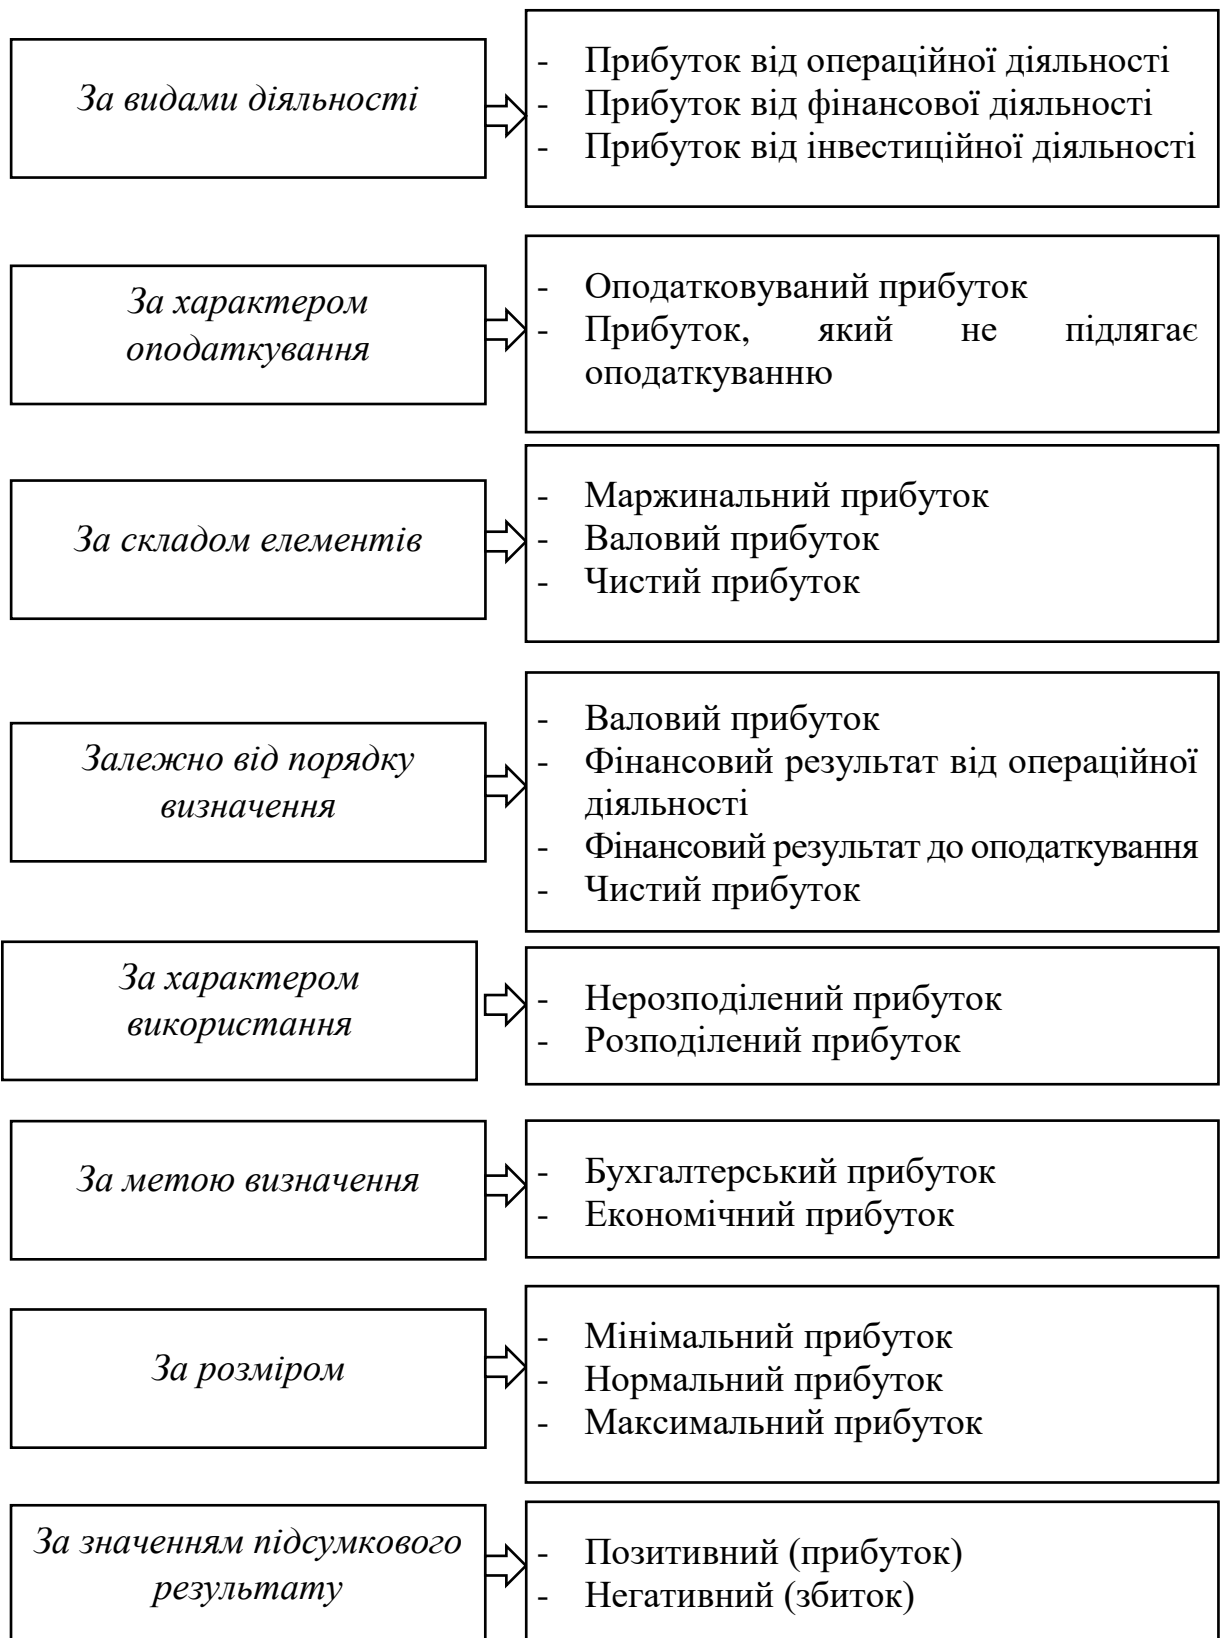 За видами діяльності
- Прибуток від операційної діяльності
- Прибуток від фінансової діяльності
- Прибуток від інвестиційної діяльності
За характером
оподаткування
- Оподатковуваний прибуток
- Прибуток, який не підлягає
оподаткуванню
За складом елементів
- Маржинальний прибуток
- Валовий прибуток
- Чистий прибуток
Залежно від порядку
визначення
- Валовий прибуток
- Фінансовий результат від операційної
діяльності
- Фінансовий результат до оподаткування
- Чистий прибуток
За характером
використання
- Нерозподілений прибуток
- Розподілений прибуток
За метою визначення
- Бухгалтерський прибуток
- Економічний прибуток
За розміром
- Мінімальний прибуток
- Нормальний прибуток
- Максимальний прибуток
За значенням підсумкового
результату
- Позитивний (прибуток)
- Негативний (збиток)